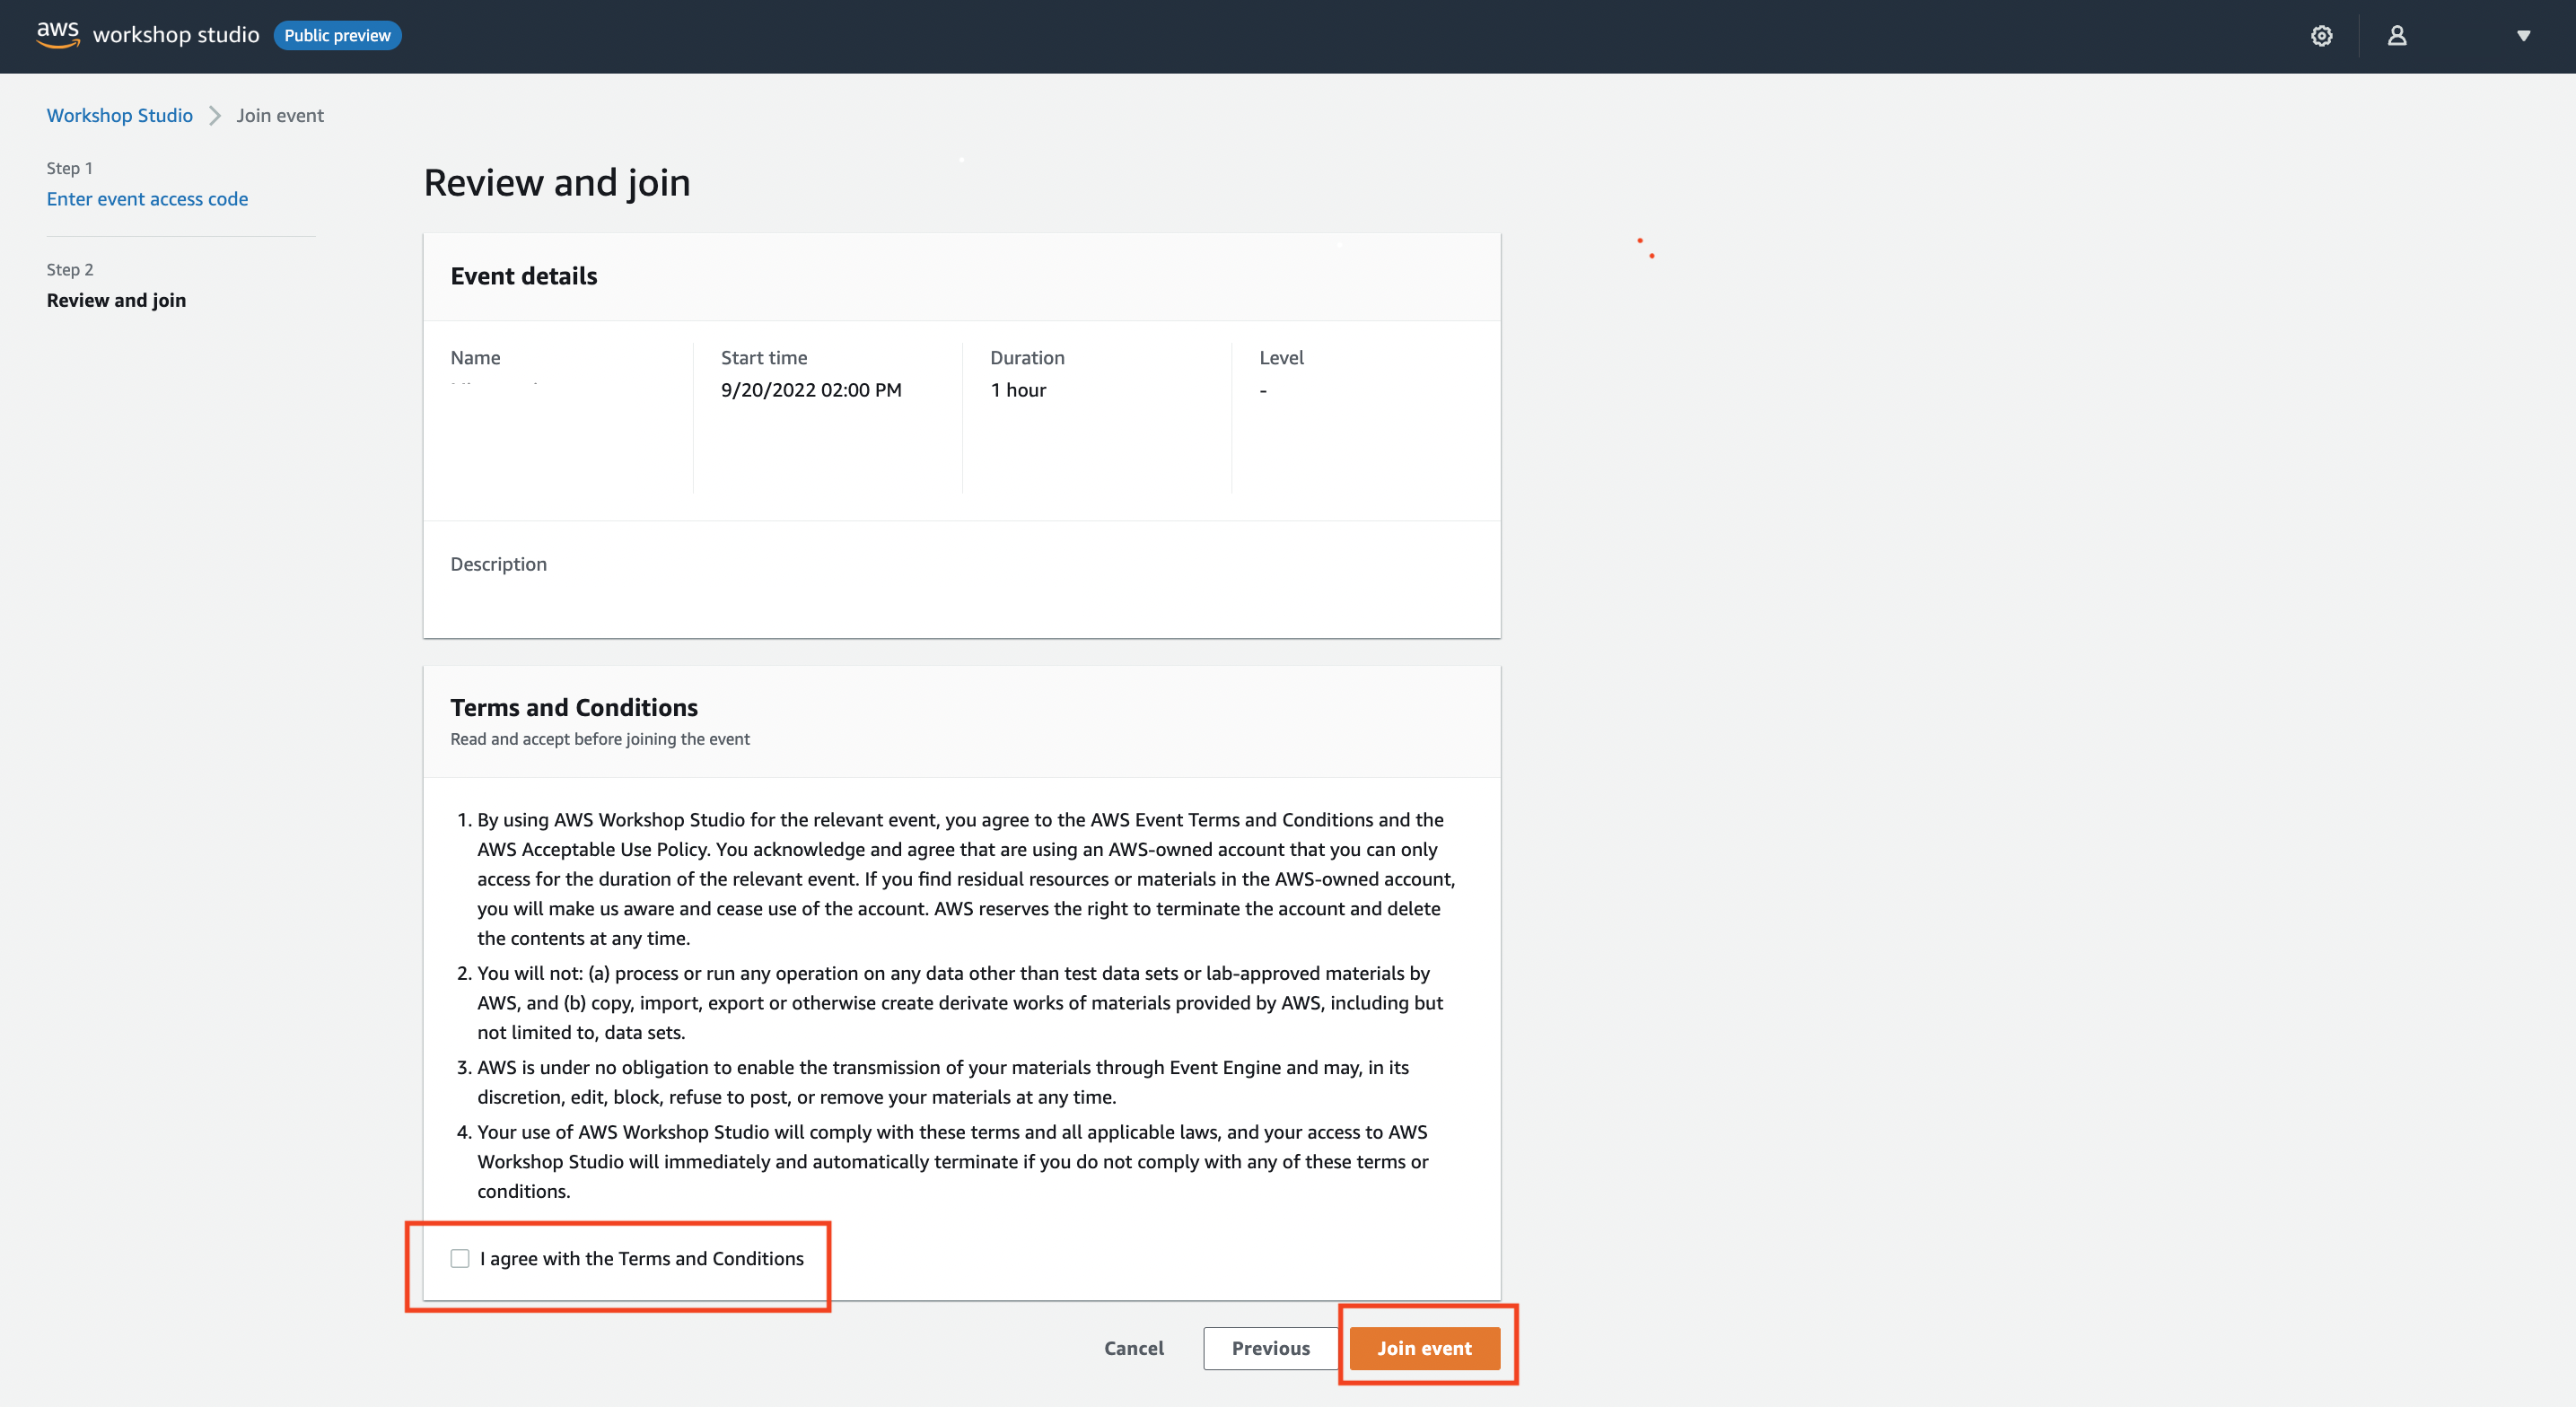 aws workshop studio Public preview
Workshop Studio Join event
Step 1
Enter event access code
Step 2
Review and join
Review and join
Event details
Name Start time Duration Level
9/20/2022 02:00 PM 1 hour -
Description
Terms and Conditions
Read and accept before joining the event
1. By using AWS Workshop Studio for the relevant event, you agree to the AWS Event Terms and Conditions and the
AWS Acceptable Use Policy. You acknowledge and agree that are using an AWS-owned account that you can only
access for the duration of the relevant event. If you find residual resources or materials in the AWS-owned account,
you will make us aware and cease use of the account. AWS reserves the right to terminate the account and delete
the contents at any time.
2. You will not: (a) process or run any operation on any data other than test data sets or lab-approved materials by
AWS, and (b) copy, import, export or otherwise create derivate works of materials provided by AWS, including but
not limited to, data sets.
3. AWS is under no obligation to enable the transmission of your materials through Event Engine and may, in its
discretion, edit, block, refuse to post, or remove your materials at any time.
4. Your use of AWS Workshop Studio will comply with these terms and all applicable laws, and your access to AWS
Workshop Studio will immediately and automatically terminate if you do not comply with any of these terms or
conditions.
I agree with the Terms and Conditions
Cancel Previous Join event